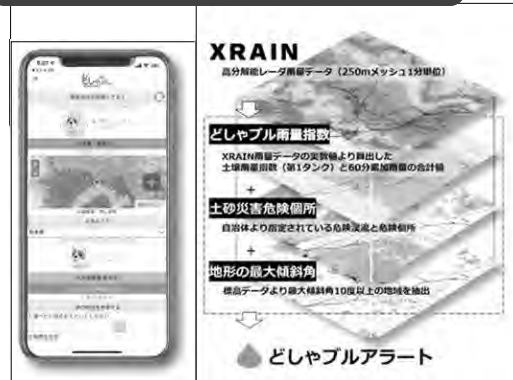 XRAIN
高分解能レーダ雨量データ（250mメッシュ1分単位）
どしゃブル雨量指数
XRAIN雨量データの実数値より算出した
土壌雨量指数（第1タンク）と60分累加雨量の合計値
+
土砂災害危険個所
自治体より指定されている危険渓流と危険個所
+
地形の最大傾斜角
標高データより最大傾斜角10度以上の地域を抽出
どしゃブルアラート